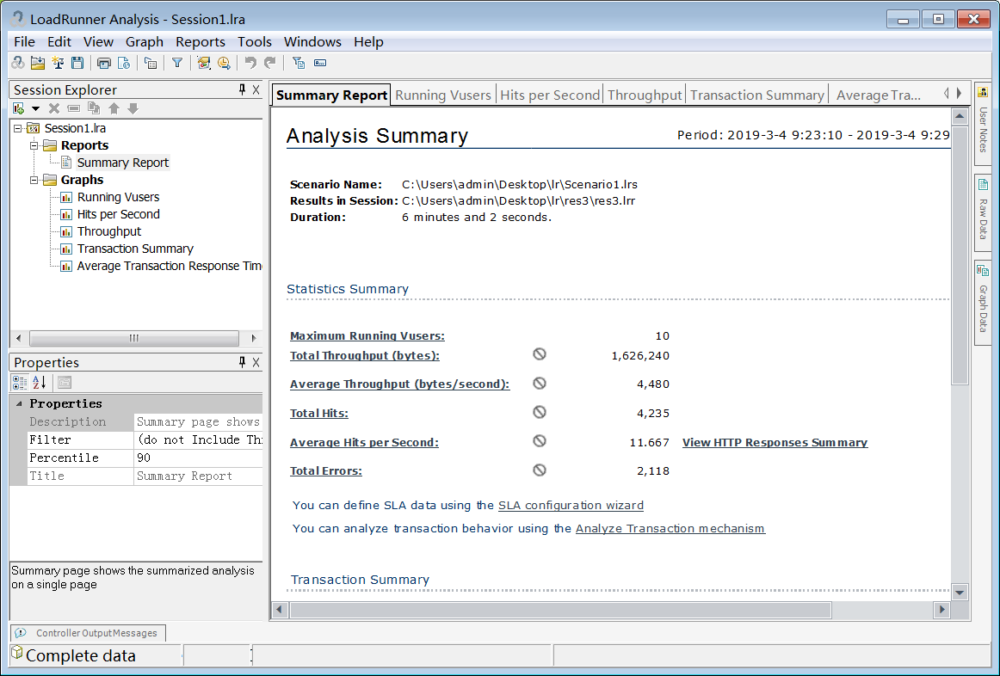 LoadRunner Analysis - Session1.lra
File Edit View Graph Reports Tools Windows Help
Session Explorer
Session1.lra
Reports
Summary Report
Graphs
Running Vusers
Hits per Second
Throughput
Transaction Summary
Average Transaction Response Tim
Properties
Properties
Description Summary page shows
Filter (do not Include Thi
Percentile 90
Title Summary Report
Summary page shows the summarized analysis
on a single page
Summary Report Running Vusers Hits per Second Throughput Transaction Summary Average Tra...
Analysis Summary Period: 2019-3-4 9:23:10 - 2019-3-4 9:29
Scenario Name: C:\Users\admin\Desktop\lr\Scenario1.lrs
Results in Session: C:\Users\admin\Desktop\lr\res3\res3.lrr
Duration: 6 minutes and 2 seconds.
Statistics Summary
Maximum Running Vusers: 10
Total Throughput (bytes): 1,626,240
Average Throughput (bytes/second): 4,480
Total Hits: 4,235
Average Hits per Second: 11.667 View HTTP Responses Summary
Total Errors: 2,118
You can define SLA data using the SLA configuration wizard
You can analyze transaction behavior using the Analyze Transaction mechanism
Transaction Summary
User Notes
Raw Data
Graph Data
Controller Output Messages
Complete data